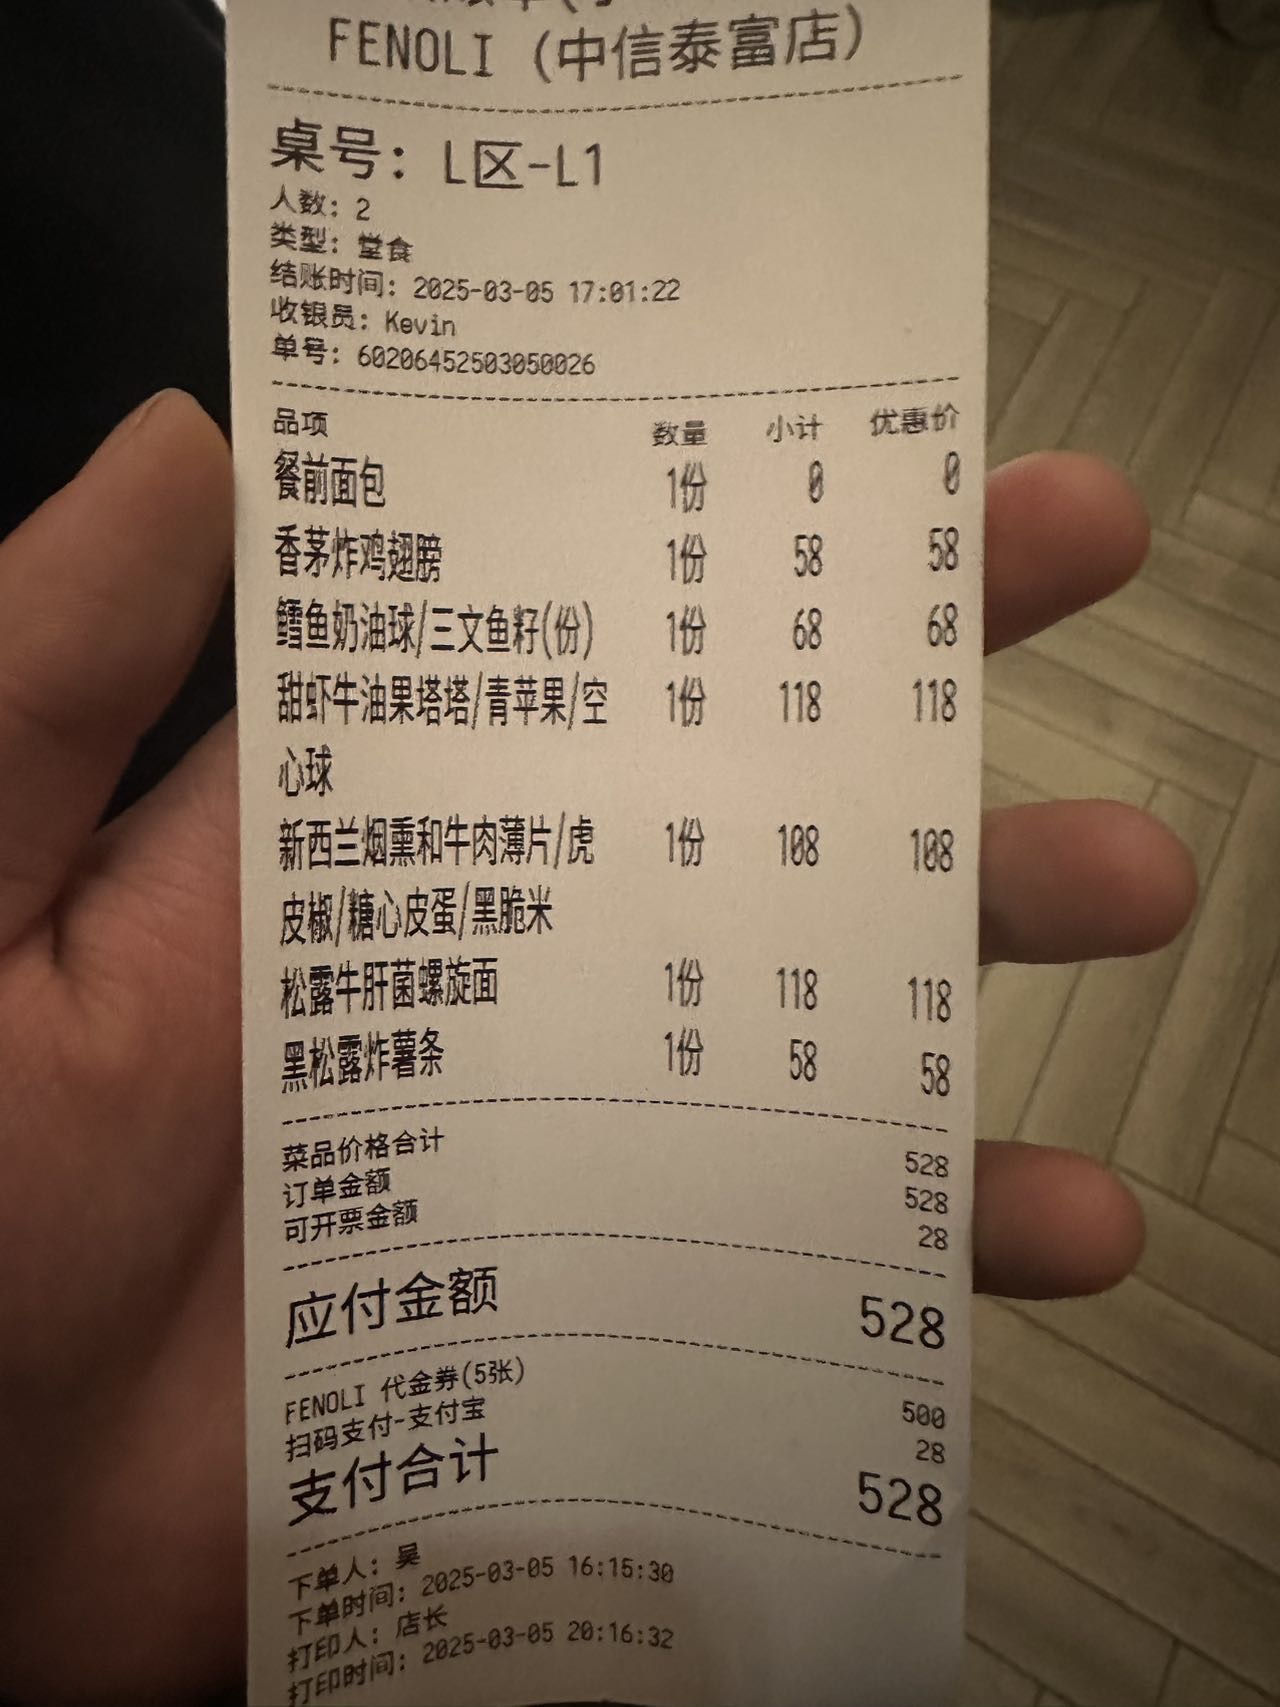 FENOLI (中信泰富店)
桌号: L区-L1
人数: 2
类型: 堂食
结账时间: 2025-03-05 17:01:22
收银员: Kevin
单号: 60206452503050026
品项 数量 小计 优惠价
餐前面包 1份 0 0
香茅炸鸡翅膀 1份 58 58
鳕鱼奶油球/三文鱼籽(份) 1份 68 68
甜虾牛油果塔塔/青苹果/空 1份 118 118
心球
新西兰烟熏和牛肉薄片/虎 1份 108 108
皮椒/糖心皮蛋/黑脆米
松露牛肝菌螺旋面 1份 118 118
黑松露炸薯条 1份 58 58
菜品价格合计 528
订单金额 528
可开票金额 28
应付金额 528
FENOLI 代金券(5张) 500
扫码支付-支付宝 28
支付合计 528
下单人: 吴
下单时间: 2025-03-05 16:15:30
打印人: 店长
打印时间: 2025-03-05 20:16:32